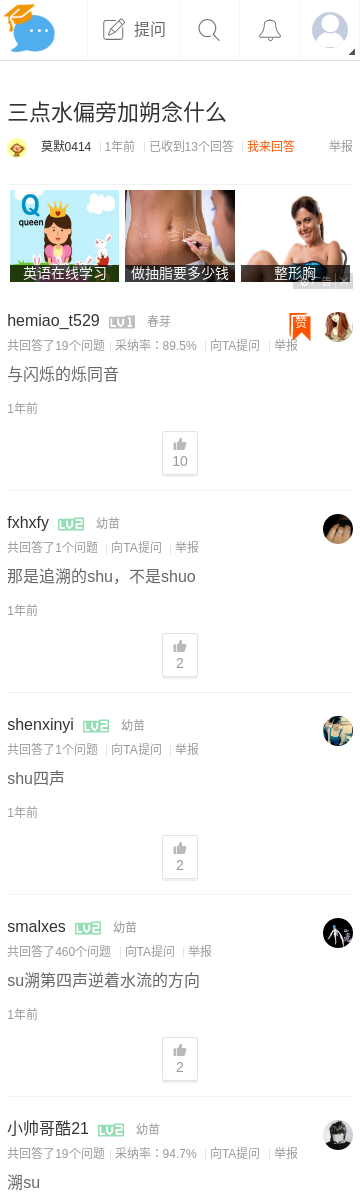 提问
三点水偏旁加朔念什么
莫默0414 1年前 已收到13个回答 我来回答 举报
Q
queen
英语在线学习 做抽脂要多少钱 整形胸
广告
hemiao_t529 LV1 春芽 赞
共回答了19个问题 采纳率：89.5% 向TA提问 举报
与闪烁的烁同音
1年前
10
fxhxfy LV2 幼苗
共回答了1个问题 向TA提问 举报
那是追溯的shu，不是shuo
1年前
2
shenxinyi LV2 幼苗
共回答了1个问题 向TA提问 举报
shu四声
1年前
2
smalxes LV2 幼苗
共回答了460个问题 向TA提问 举报
su溯第四声逆着水流的方向
1年前
2
小帅哥酷21 LV2 幼苗
共回答了19个问题 采纳率：94.7% 向TA提问 举报
溯su